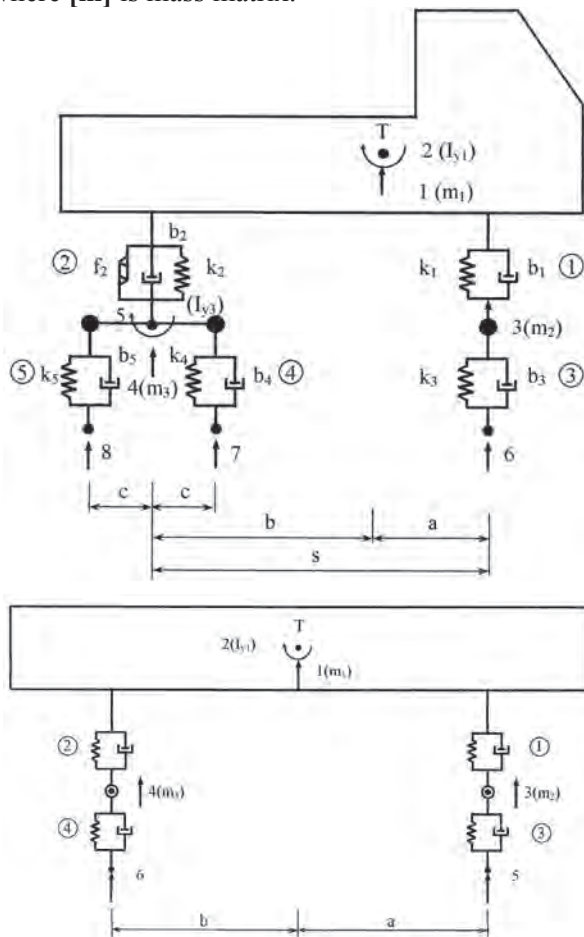 where [m] is mass matrix.
T
2 (Iy1)
1 (m1)
b2
② f2 k2
k1 b1 ①
5 (Iy3)
3(m2)
b5 k4
⑤ k5 4(m3) b4 ④
k3 b3 ③
8 7 6
c c
b a
s
T
2(Iy1)
1(m1)
② ①
4(m3) 3(m2)
④ ③
6 5
b a